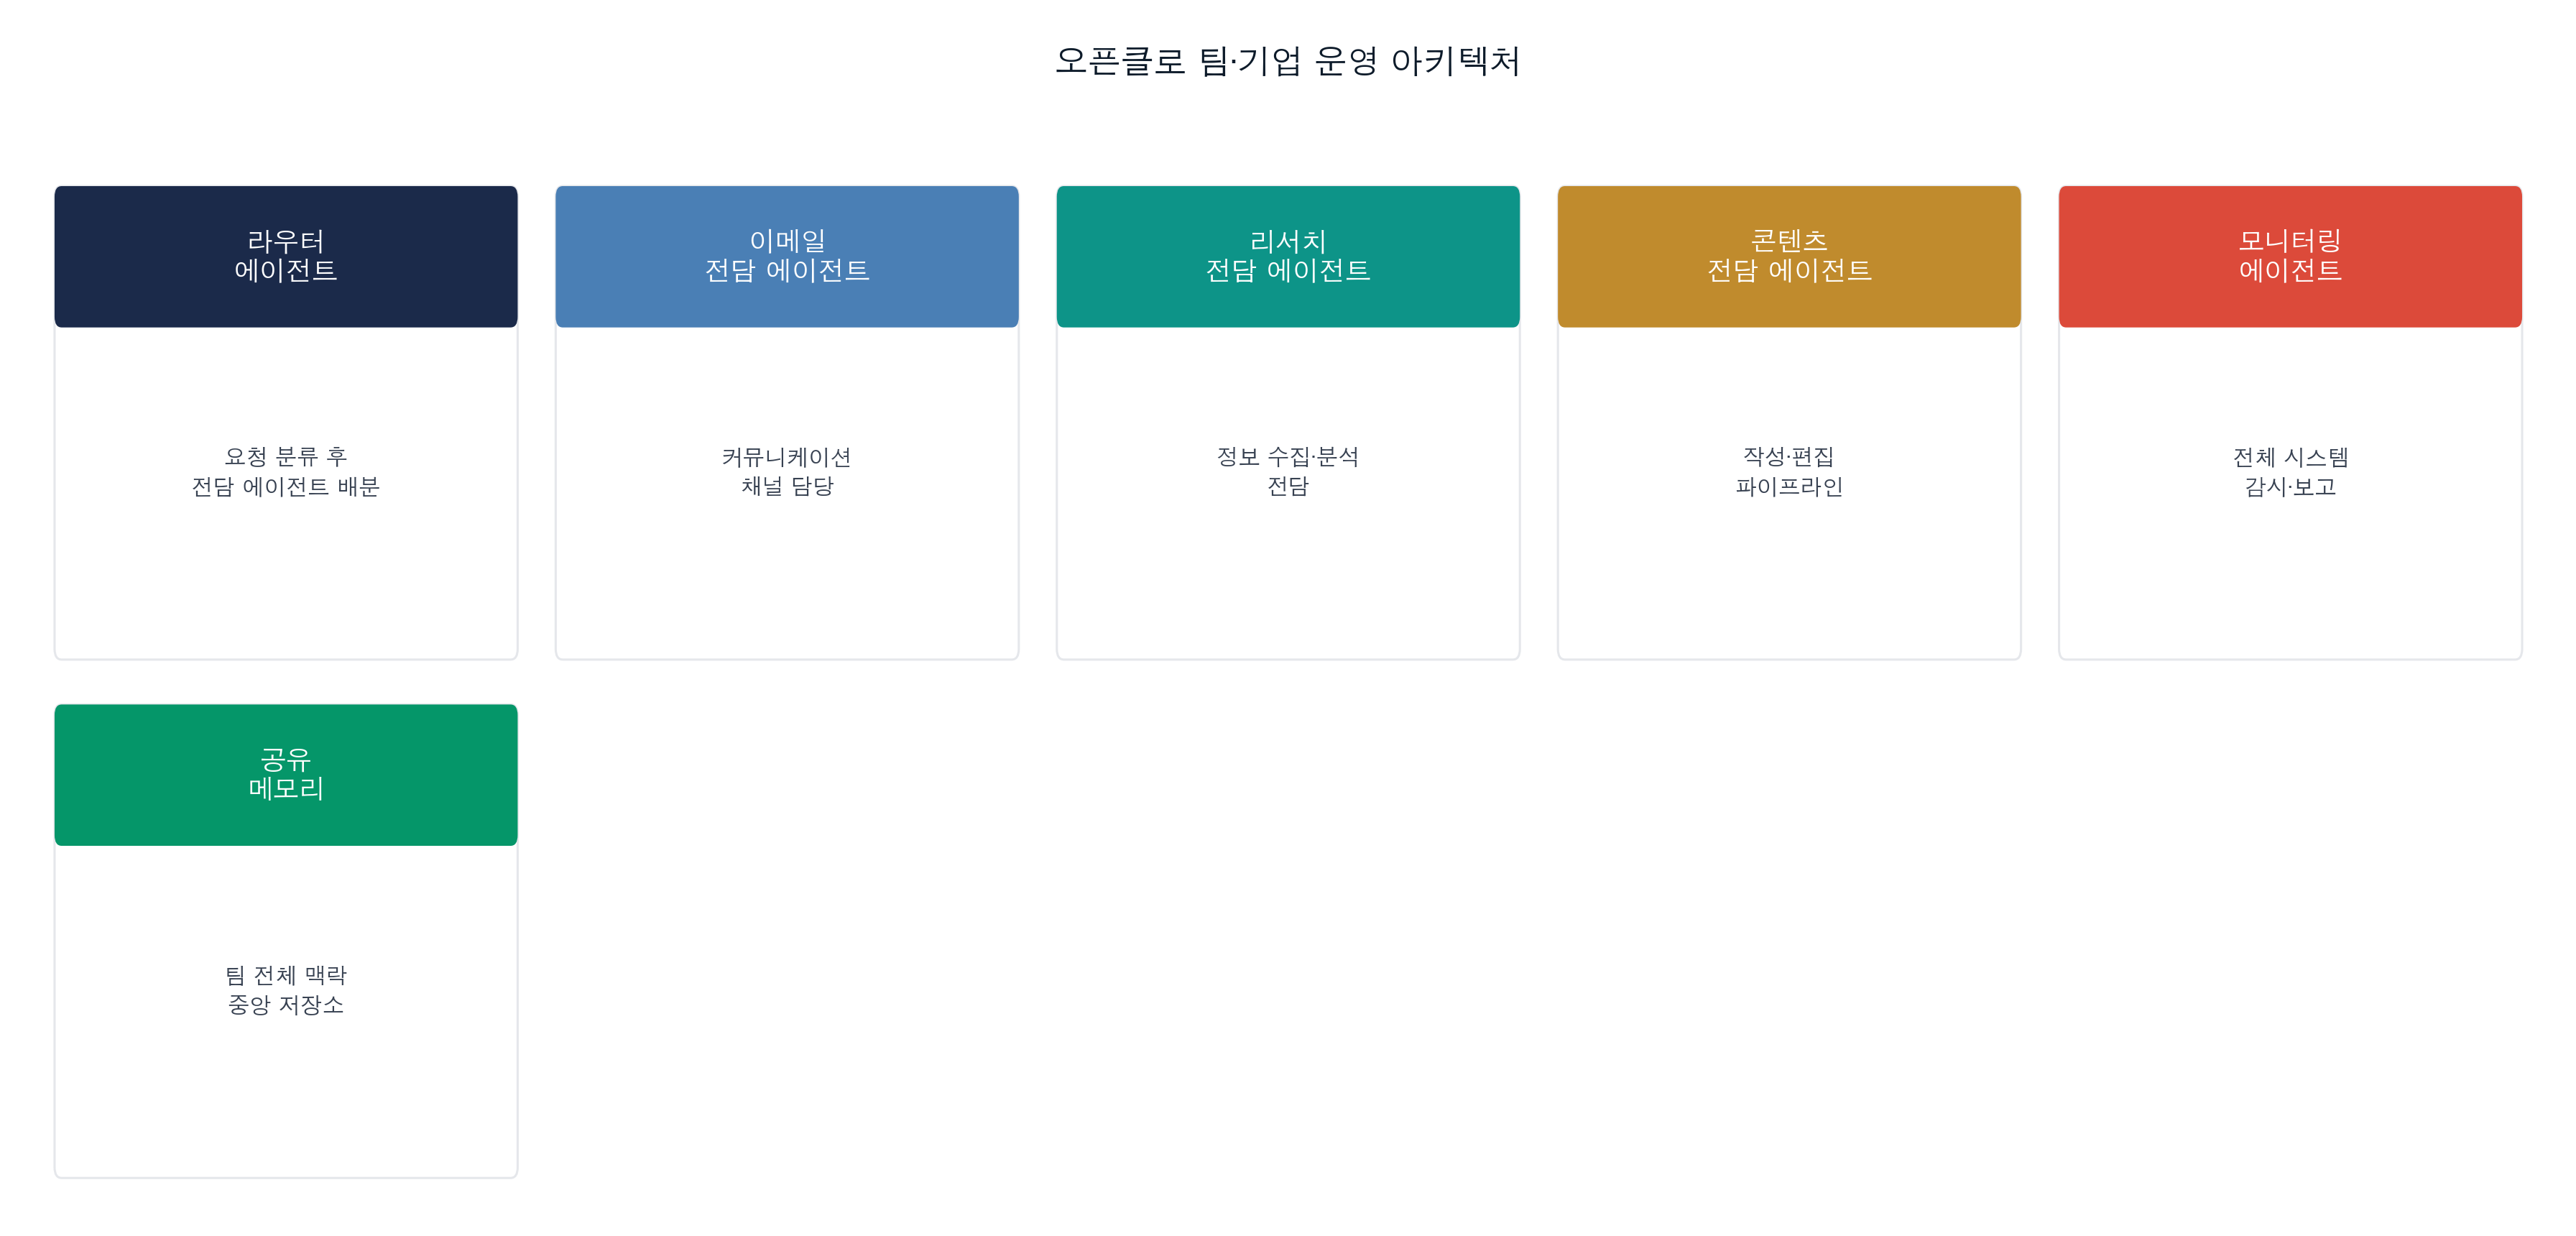 오픈클로 팀·기업 운영 아키텍처
라우터
에이전트
요청 분류 후
전담 에이전트 배분
이메일
전담 에이전트
커뮤니케이션
채널 담당
리서치
전담 에이전트
정보 수집·분석
전담
콘텐츠
전담 에이전트
작성·편집
파이프라인
모니터링
에이전트
전체 시스템
감시·보고
공유
메모리
팀 전체 맥락
중앙 저장소